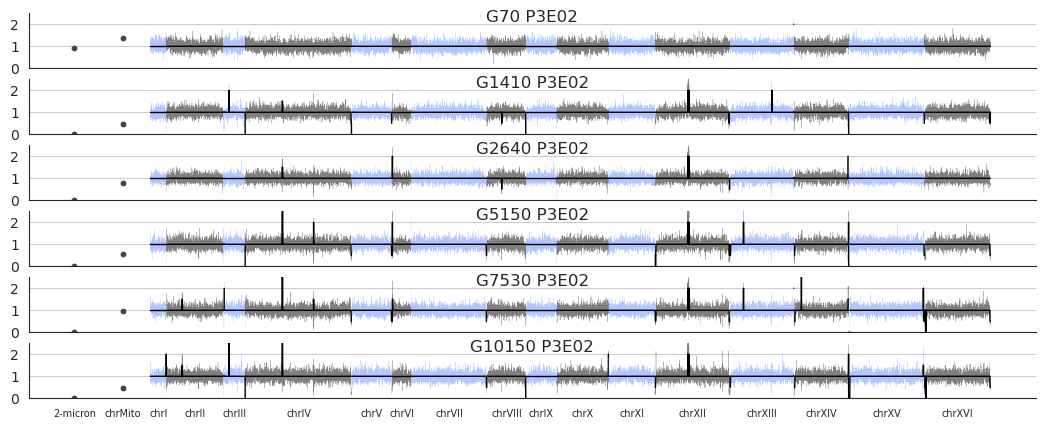 G70 P3E02
2
1
0
G1410 P3E02
2
1
0
G2640 P3E02
2
1
0
G5150 P3E02
2
1
0
G7530 P3E02
2
1
0
G10150 P3E02
2
1
0
2-micron chrMito chrI chrII chrIII chrIV chrV chrVI chrVII chrVIII chrIX chrX chrXI chrXII chrXIII chrXIV chrXV chrXVI